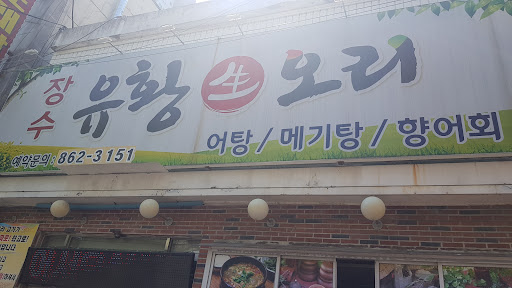 장수
유황 生 오리
어탕 / 메기탕 / 향어회
예약문의: 862-3151